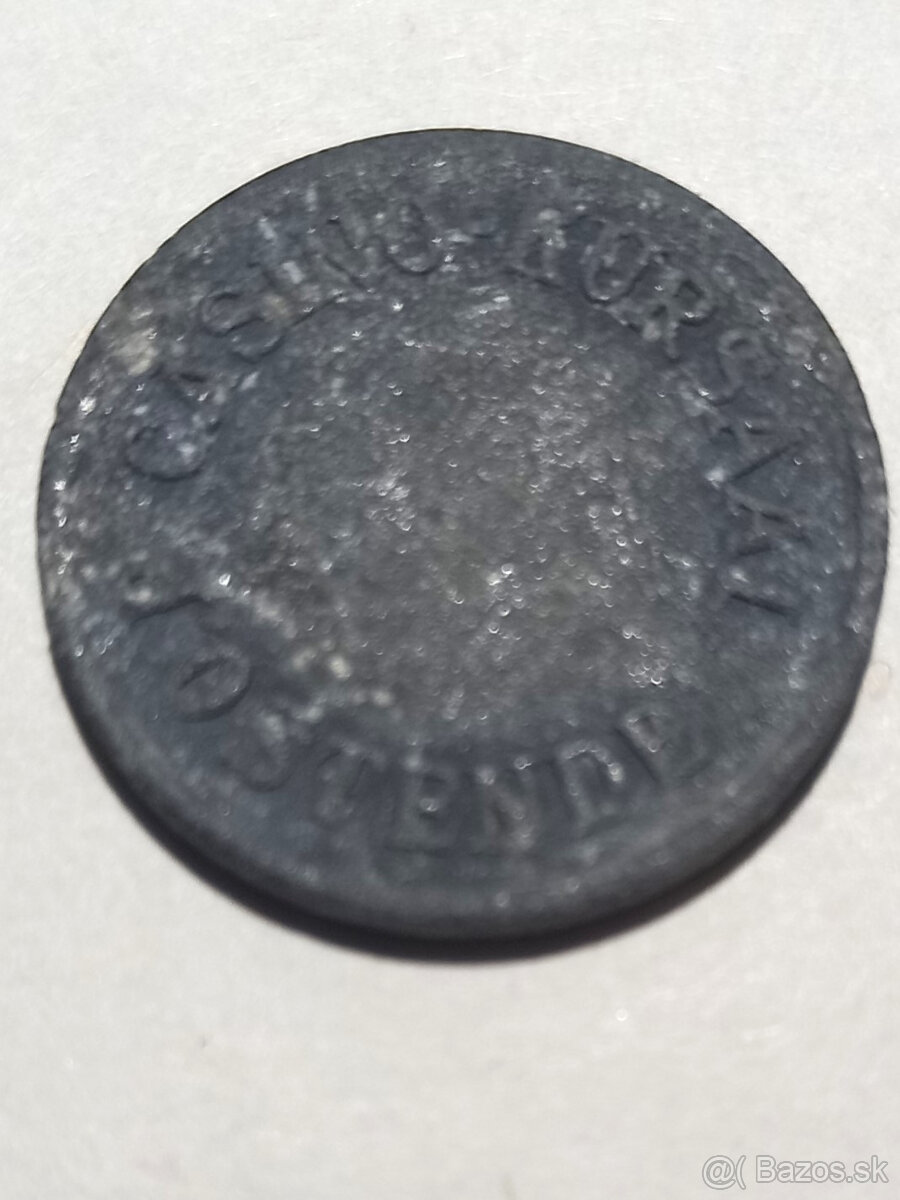 CASINO-KURSAAL
OSTENDE
@( Bazos.sk